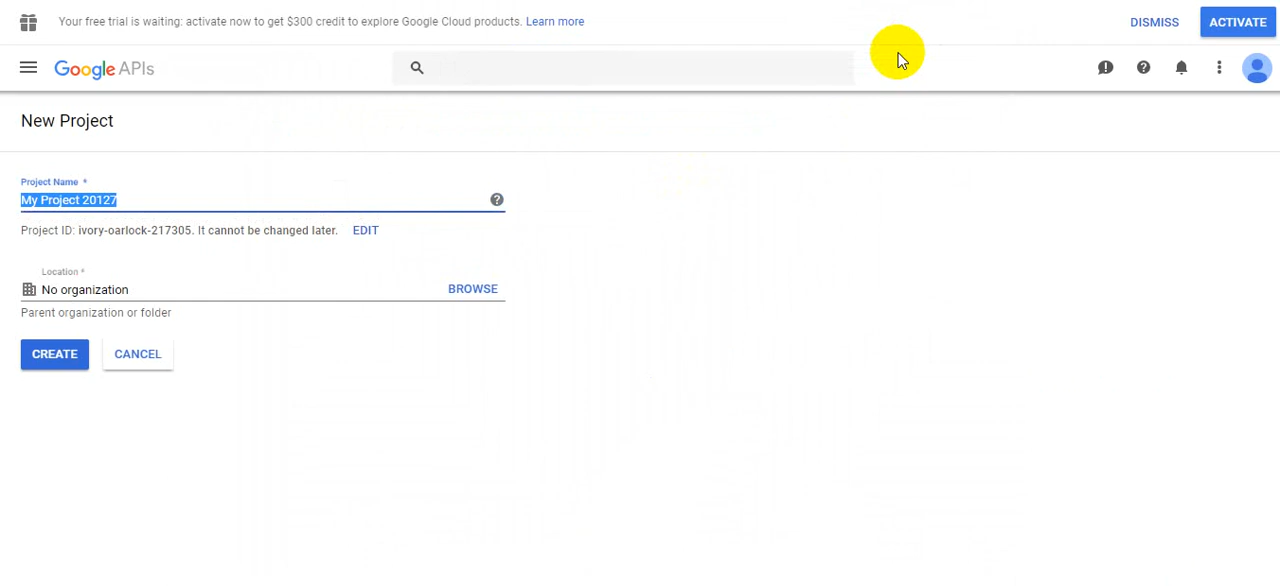 Your free trial is waiting: activate now to get $300 credit to explore Google Cloud products. Learn more
DISMISS
ACTIVATE
Google APIs
New Project
Project Name *
My Project 20127
Project ID: ivory-oarlock-217305. It cannot be changed later. EDIT
Location *
No organization
BROWSE
Parent organization or folder
CREATE
CANCEL